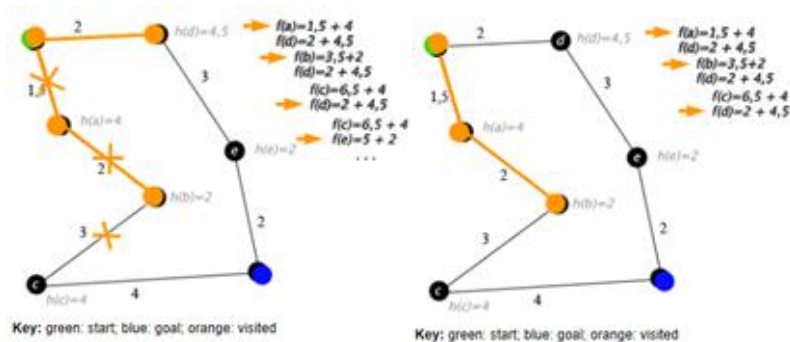 2
h(d)=4,5
f(a)=1,5 + 4
f(d)=2 + 4,5
f(b)=3,5+2
f(d)=2 + 4,5
f(c)=6,5 + 4
f(d)=2 + 4,5
f(c)=6,5 + 4
f(e)=5 + 2
...
1,5
h(a)=4
3
e
h(e)=2
2
h(b)=2
3
2
c
h(c)=4
4
Key: green: start; blue: goal; orange: visited
2
d
h(d)=4,5
f(a)=1,5 + 4
f(d)=2 + 4,5
f(b)=3,5+2
f(d)=2 + 4,5
f(c)=6,5 + 4
f(d)=2 + 4,5
1,5
h(a)=4
3
e
h(e)=2
2
h(b)=2
3
2
c
h(c)=4
4
Key: green: start; blue: goal; orange: visited